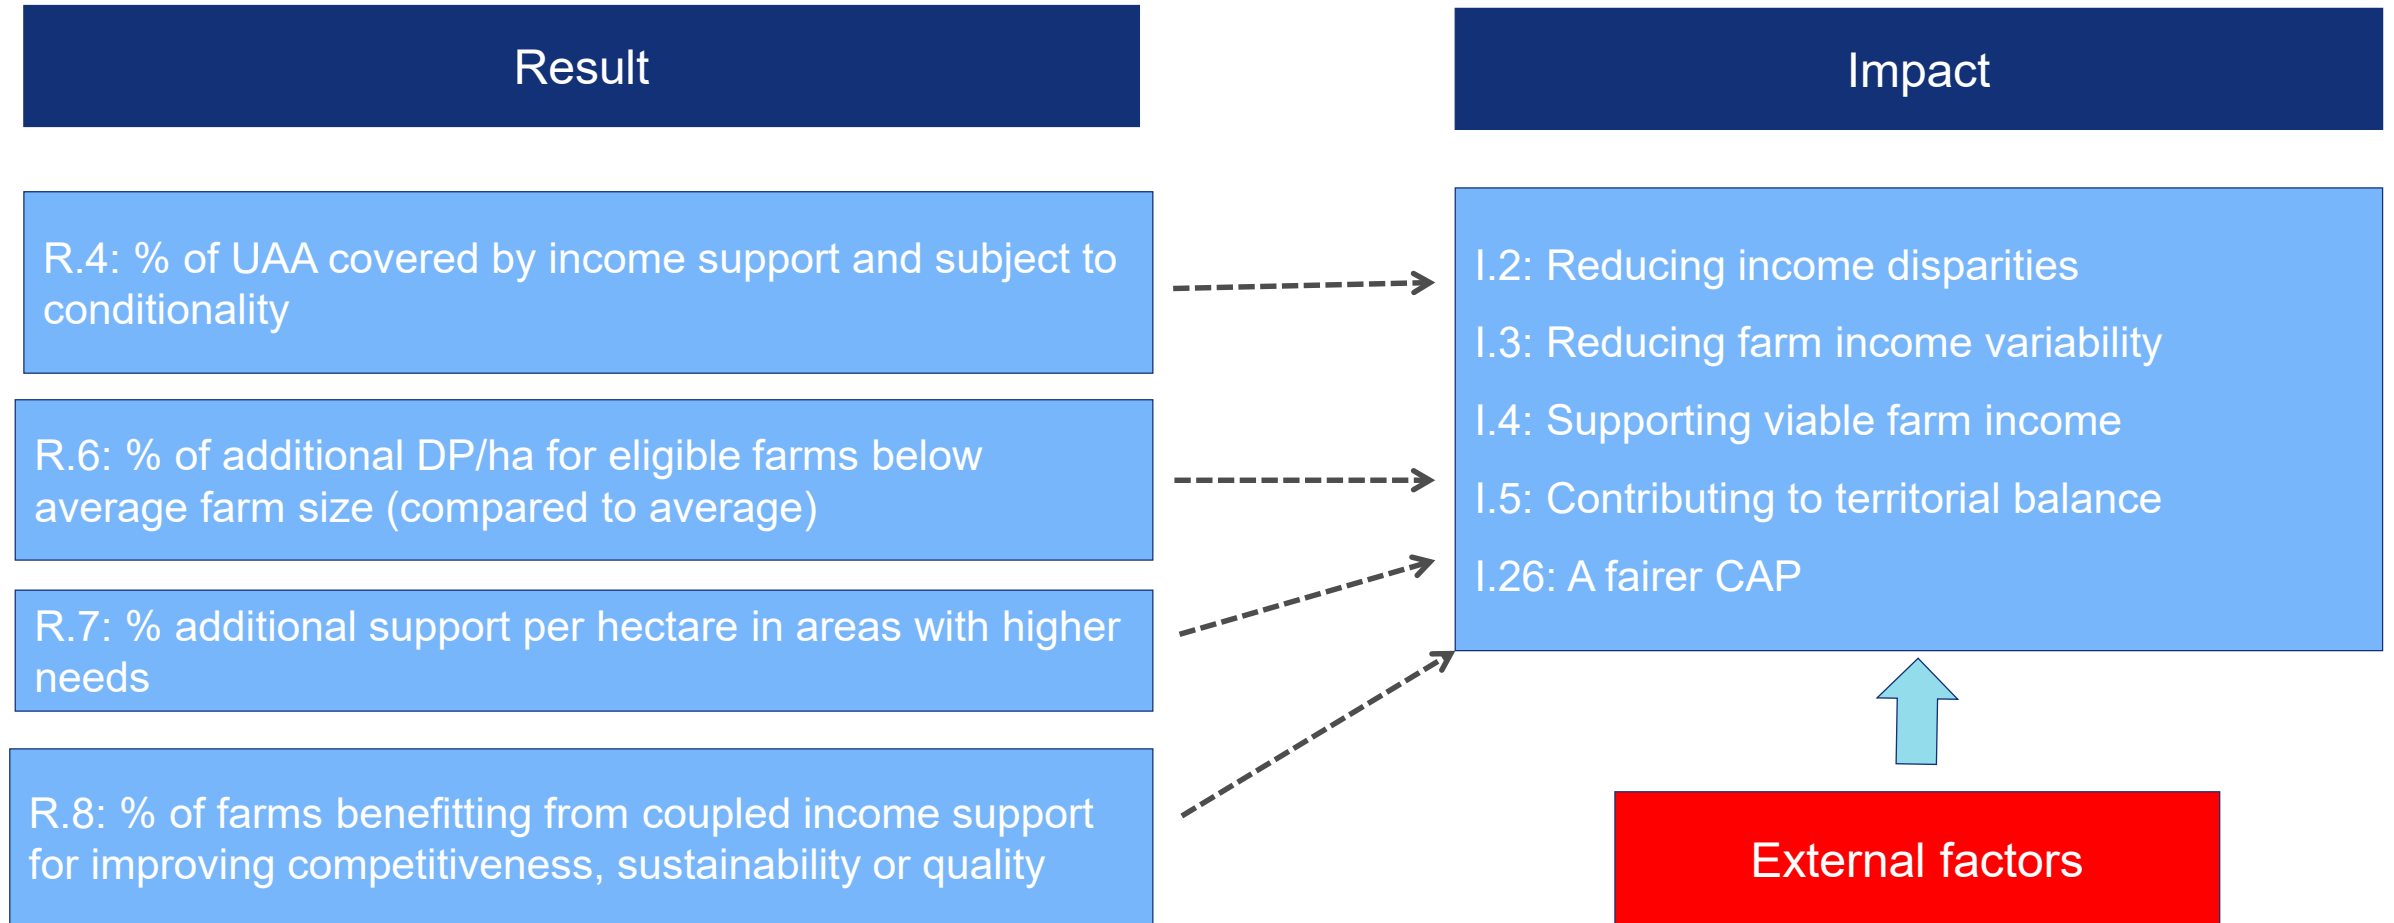 Result
Impact
R.4: % of UAA covered by income support and subject to
conditionality
R.6: % of additional DP/ha for eligible farms below
average farm size (compared to average)
R.7: % additional support per hectare in areas with higher
needs
R.8: % of farms benefitting from coupled income support
for improving competitiveness, sustainability or quality
I.2: Reducing income disparities
I.3: Reducing farm income variability
I.4: Supporting viable farm income
I.5: Contributing to territorial balance
I.26: A fairer CAP
External factors